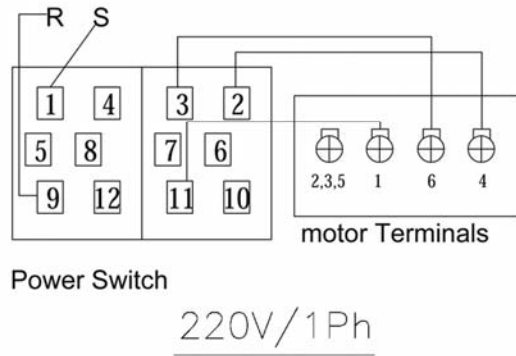 R S
1 4 3 2
5 8 7 6
9 12 11 10
2,3,5 1 6 4
motor Terminals
Power Switch
220V/1Ph